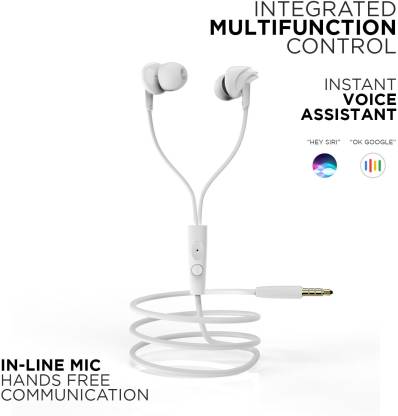 INTEGRATED
MULTIFUNCTION
CONTROL
INSTANT
VOICE
ASSISTANT
"HEY SIRI" "OK GOOGLE"
IN-LINE MIC
HANDS FREE
COMMUNICATION